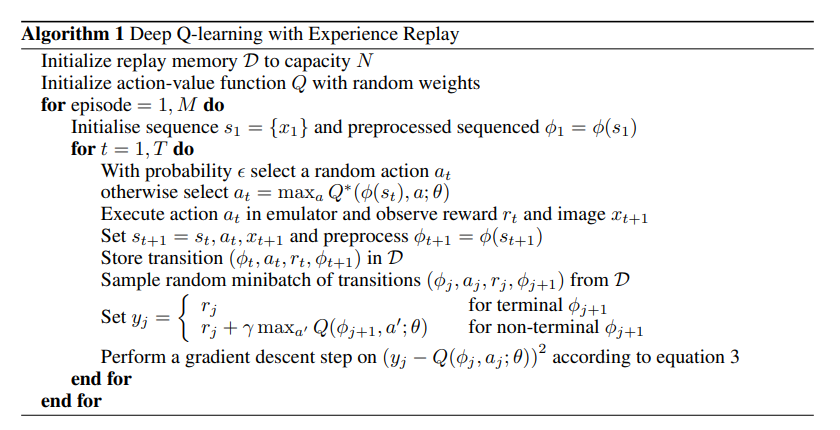 Algorithm 1 Deep Q-learning with Experience Replay
Initialize replay memory 𝒟 to capacity N
Initialize action-value function Q with random weights
for episode = 1, M do
Initialise sequence s₁ = {x₁} and preprocessed sequenced ϕ₁ = ϕ(s₁)
for t = 1, T do
With probability ϵ select a random action aₜ
otherwise select aₜ = maxₐ Q*(ϕ(sₜ), a; θ)
Execute action aₜ in emulator and observe reward rₜ and image xₜ₊₁
Set sₜ₊₁ = sₜ, aₜ, xₜ₊₁ and preprocess ϕₜ₊₁ = ϕ(sₜ₊₁)
Store transition (ϕₜ, aₜ, rₜ, ϕₜ₊₁) in 𝒟
Sample random minibatch of transitions (ϕⱼ, aⱼ, rⱼ, ϕⱼ₊₁) from 𝒟
Set yⱼ = { rⱼ for terminal ϕⱼ₊₁
rⱼ + γ maxₐ′ Q(ϕⱼ₊₁, a′; θ) for non-terminal ϕⱼ₊₁
Perform a gradient descent step on (yⱼ − Q(ϕⱼ, aⱼ; θ))² according to equation 3
end for
end for